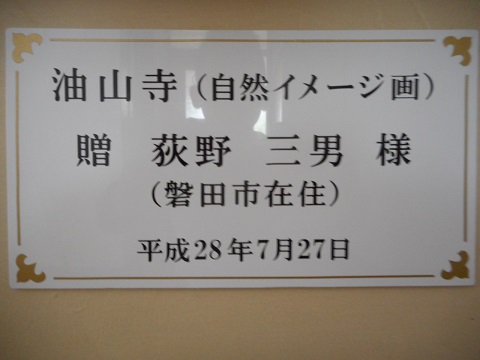 油山寺(自然イメージ画)
贈 荻野 三男 様
(磐田市在住)
平成28年7月27日